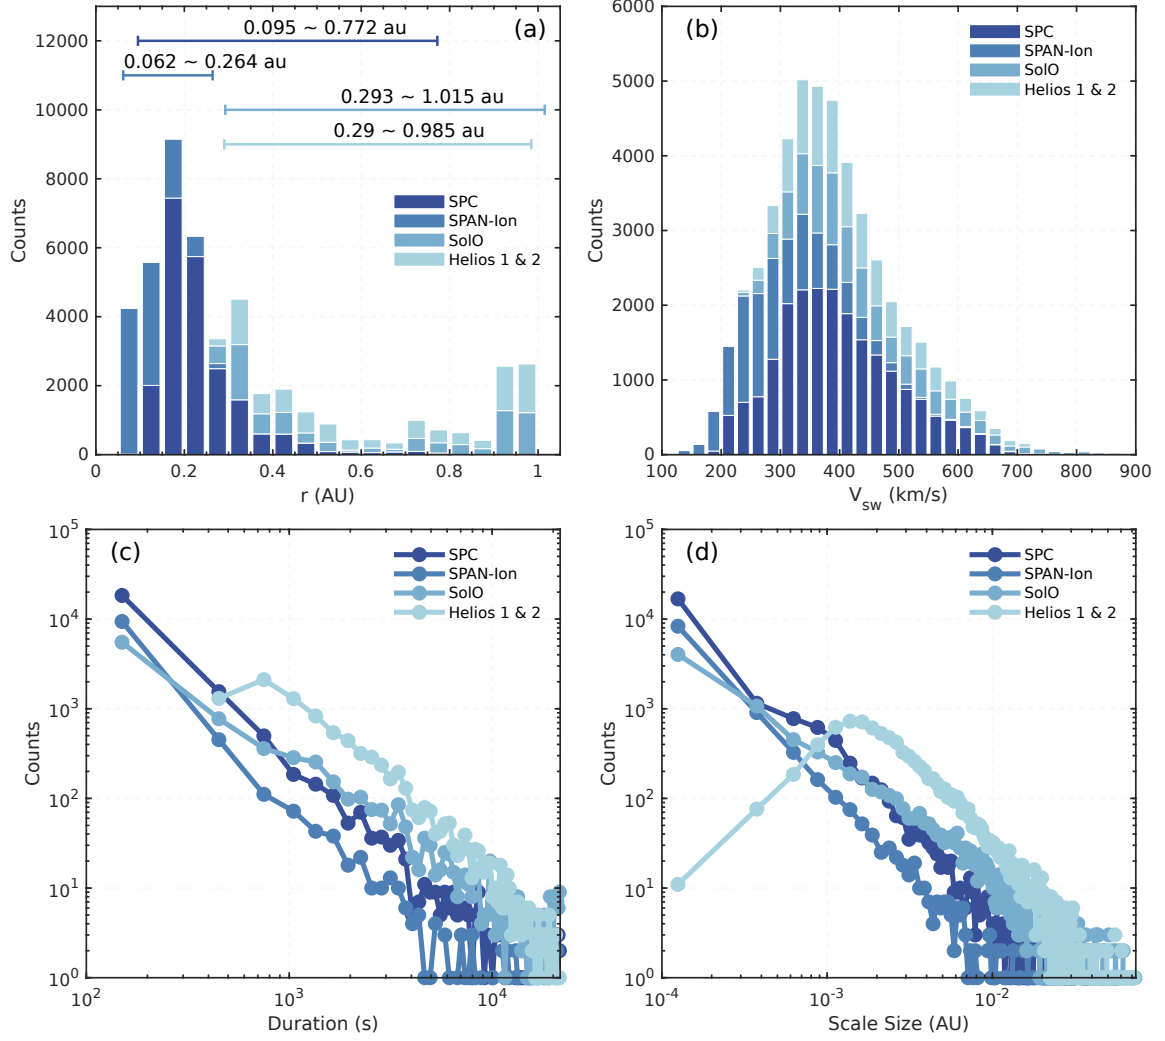 (a)
0.095 ~ 0.772 au
0.062 ~ 0.264 au
0.293 ~ 1.015 au
0.29 ~ 0.985 au
SPC
SPAN-Ion
SolO
Helios 1 & 2
Counts
12000
10000
8000
6000
4000
2000
0
0 0.2 0.4 0.6 0.8 1
r (AU)
(b)
SPC
SPAN-Ion
SolO
Helios 1 & 2
Counts
6000
5000
4000
3000
2000
1000
0
100 200 300 400 500 600 700 800 900
V_sw (km/s)
(c)
SPC
SPAN-Ion
SolO
Helios 1 & 2
Counts
10^5
10^4
10^3
10^2
10^1
10^0
10^2 10^3 10^4
Duration (s)
(d)
SPC
SPAN-Ion
SolO
Helios 1 & 2
Counts
10^5
10^4
10^3
10^2
10^1
10^0
10^-4 10^-3 10^-2
Scale Size (AU)